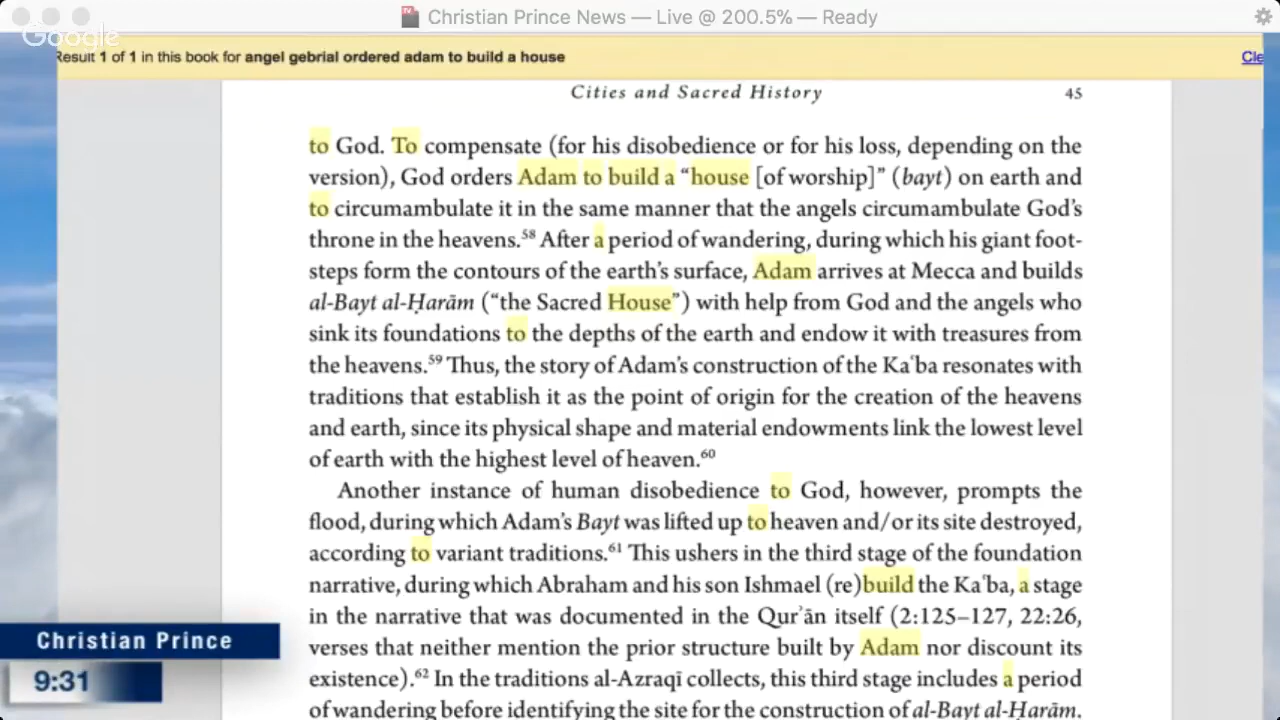 Christian Prince News — Live @ 200.5% — Ready
Google
Result 1 of 1 in this book for angel gebrial ordered adam to build a house
Cle
Cities and Sacred History 45
to God. To compensate (for his disobedience or for his loss, depending on the
version), God orders Adam to build a “house [of worship]” (bayt) on earth and
to circumambulate it in the same manner that the angels circumambulate God’s
throne in the heavens.⁵⁸ After a period of wandering, during which his giant foot-
steps form the contours of the earth’s surface, Adam arrives at Mecca and builds
al-Bayt al-Ḥarām (“the Sacred House”) with help from God and the angels who
sink its foundations to the depths of the earth and endow it with treasures from
the heavens.⁵⁹ Thus, the story of Adam’s construction of the Kaʿba resonates with
traditions that establish it as the point of origin for the creation of the heavens
and earth, since its physical shape and material endowments link the lowest level
of earth with the highest level of heaven.⁶⁰
Another instance of human disobedience to God, however, prompts the
flood, during which Adam’s Bayt was lifted up to heaven and/or its site destroyed,
according to variant traditions.⁶¹ This ushers in the third stage of the foundation
narrative, during which Abraham and his son Ishmael (re)build the Kaʿba, a stage
in the narrative that was documented in the Qurʾān itself (2:125–127, 22:26,
verses that neither mention the prior structure built by Adam nor discount its
existence).⁶² In the traditions al-Azraqī collects, this third stage includes a period
of wandering before identifying the site for the construction of al-Bayt al-Ḥarām.
Christian Prince
9:31